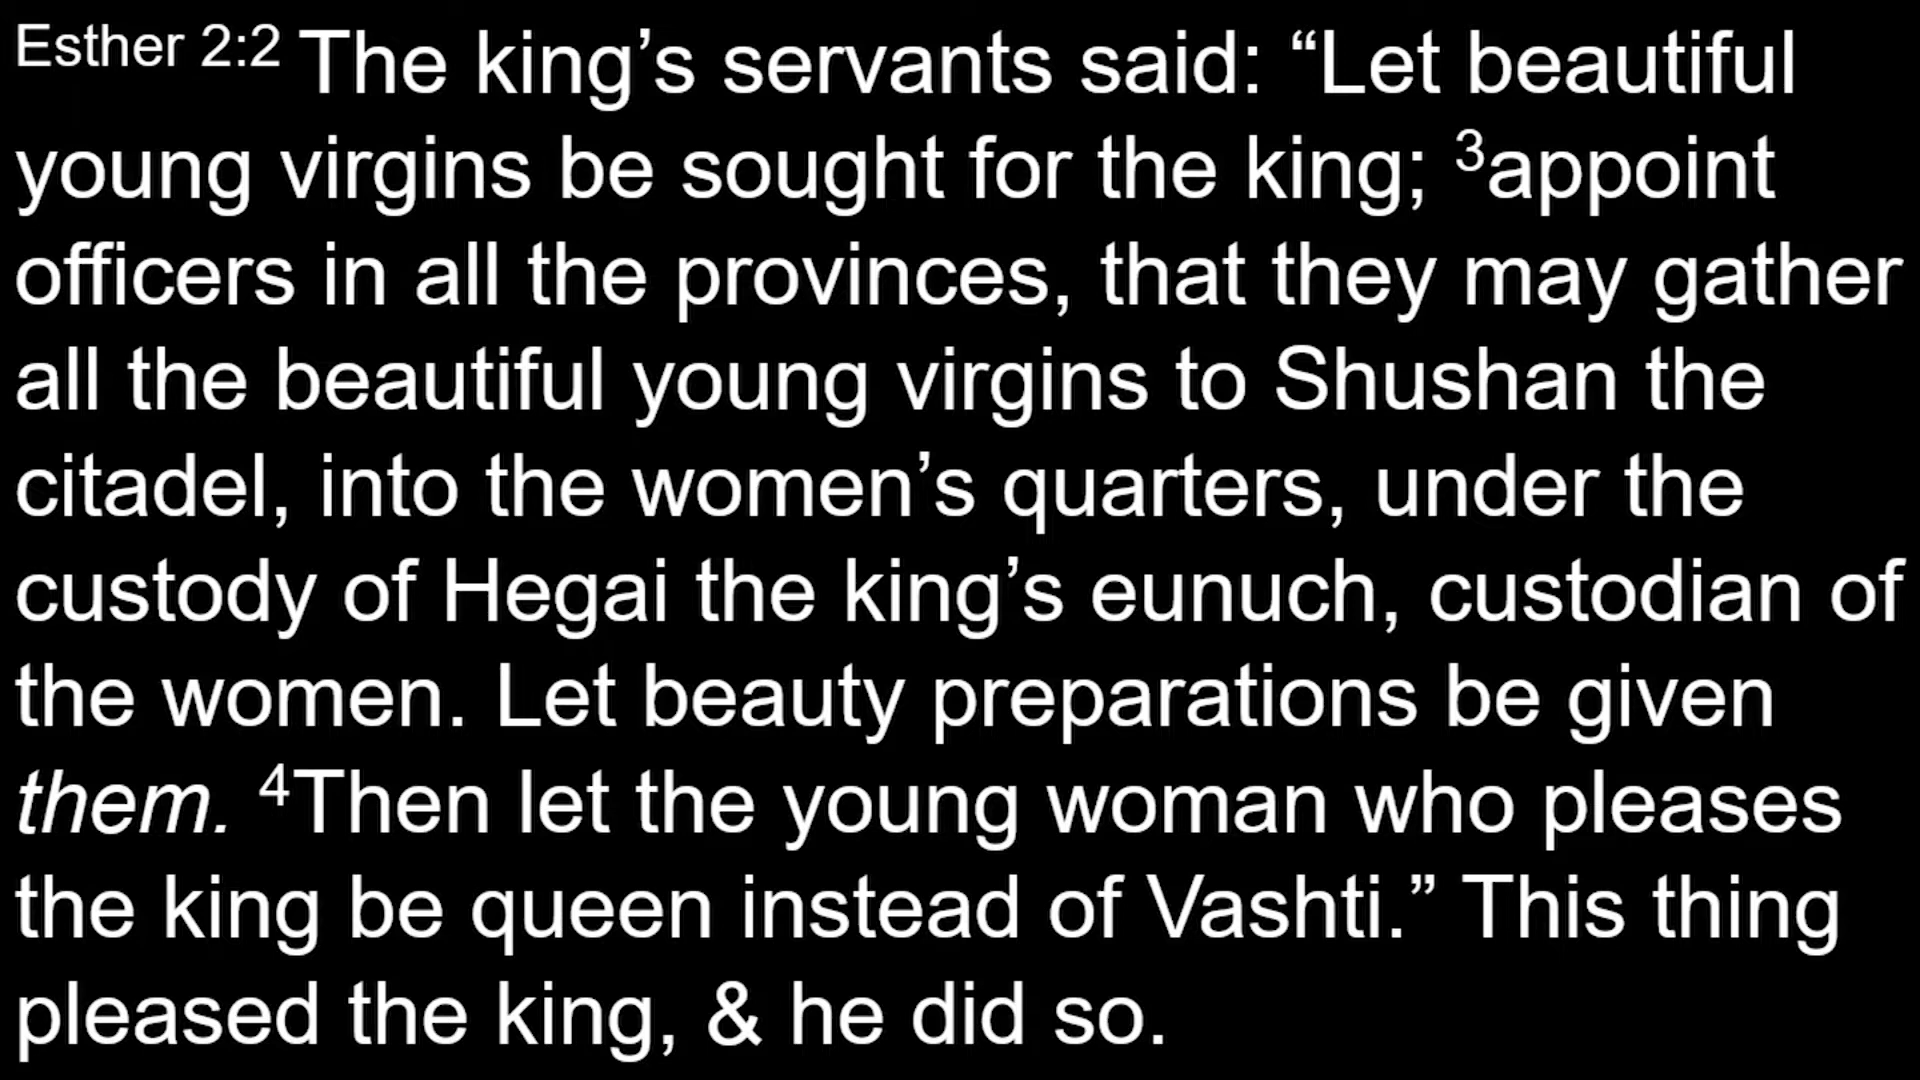 Esther 2:2 The king’s servants said: “Let beautiful
young virgins be sought for the king; 3appoint
officers in all the provinces, that they may gather
all the beautiful young virgins to Shushan the
citadel, into the women’s quarters, under the
custody of Hegai the king’s eunuch, custodian of
the women. Let beauty preparations be given
them. 4Then let the young woman who pleases
the king be queen instead of Vashti.” This thing
pleased the king, & he did so.